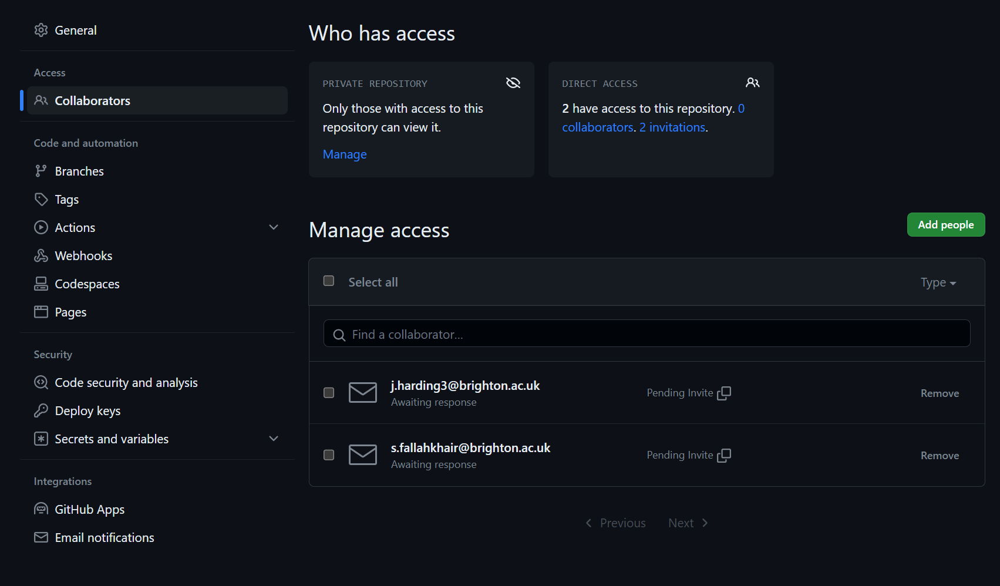 General
Access
Collaborators
Code and automation
Branches
Tags
Actions
Webhooks
Codespaces
Pages
Security
Code security and analysis
Deploy keys
Secrets and variables
Integrations
GitHub Apps
Email notifications
Who has access
PRIVATE REPOSITORY
Only those with access to this
repository can view it.
Manage
DIRECT ACCESS
2 have access to this repository. 0
collaborators. 2 invitations.
Manage access
Add people
Select all
Type
Find a collaborator...
j.harding3@brighton.ac.uk
Awaiting response
Pending Invite
Remove
s.fallahkhair@brighton.ac.uk
Awaiting response
Pending Invite
Remove
Previous
Next